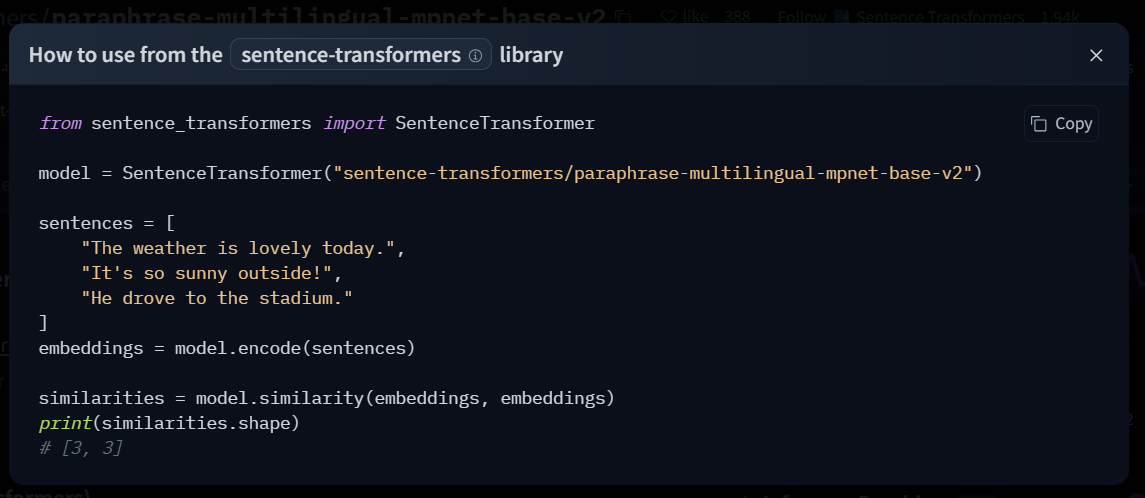 paraphrase-multilingual-mpnet-base-v2
like 388 Follow Sentence Transformers 1.94k
How to use from the sentence-transformers library
from sentence_transformers import SentenceTransformer
Copy
model = SentenceTransformer("sentence-transformers/paraphrase-multilingual-mpnet-base-v2")
sentences = [
    "The weather is lovely today.",
    "It's so sunny outside!",
    "He drove to the stadium."
]
embeddings = model.encode(sentences)
similarities = model.similarity(embeddings, embeddings)
print(similarities.shape)
# [3, 3]